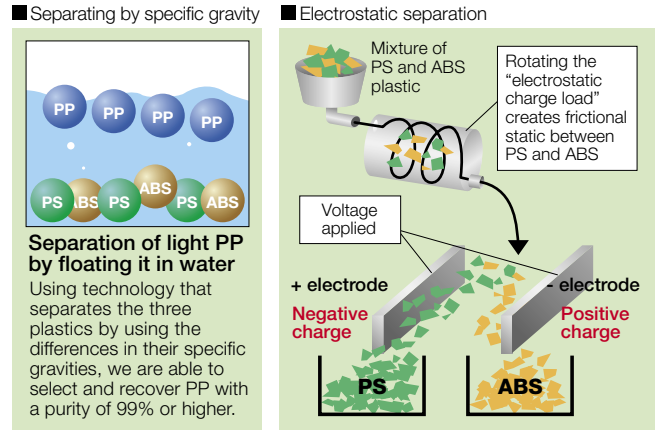 ■ Separating by specific gravity
PP
PP
PP
PP
PS
ABS
PS
ABS
PS
ABS
Separation of light PP
by floating it in water
Using technology that
separates the three
plastics by using the
differences in their specific
gravities, we are able to
select and recover PP with
a purity of 99% or higher.
■ Electrostatic separation
Mixture of
PS and ABS
plastic
Rotating the
“electrostatic
charge load”
creates frictional
static between
PS and ABS
Voltage
applied
+ electrode
Negative
charge
- electrode
Positive
charge
PS
ABS